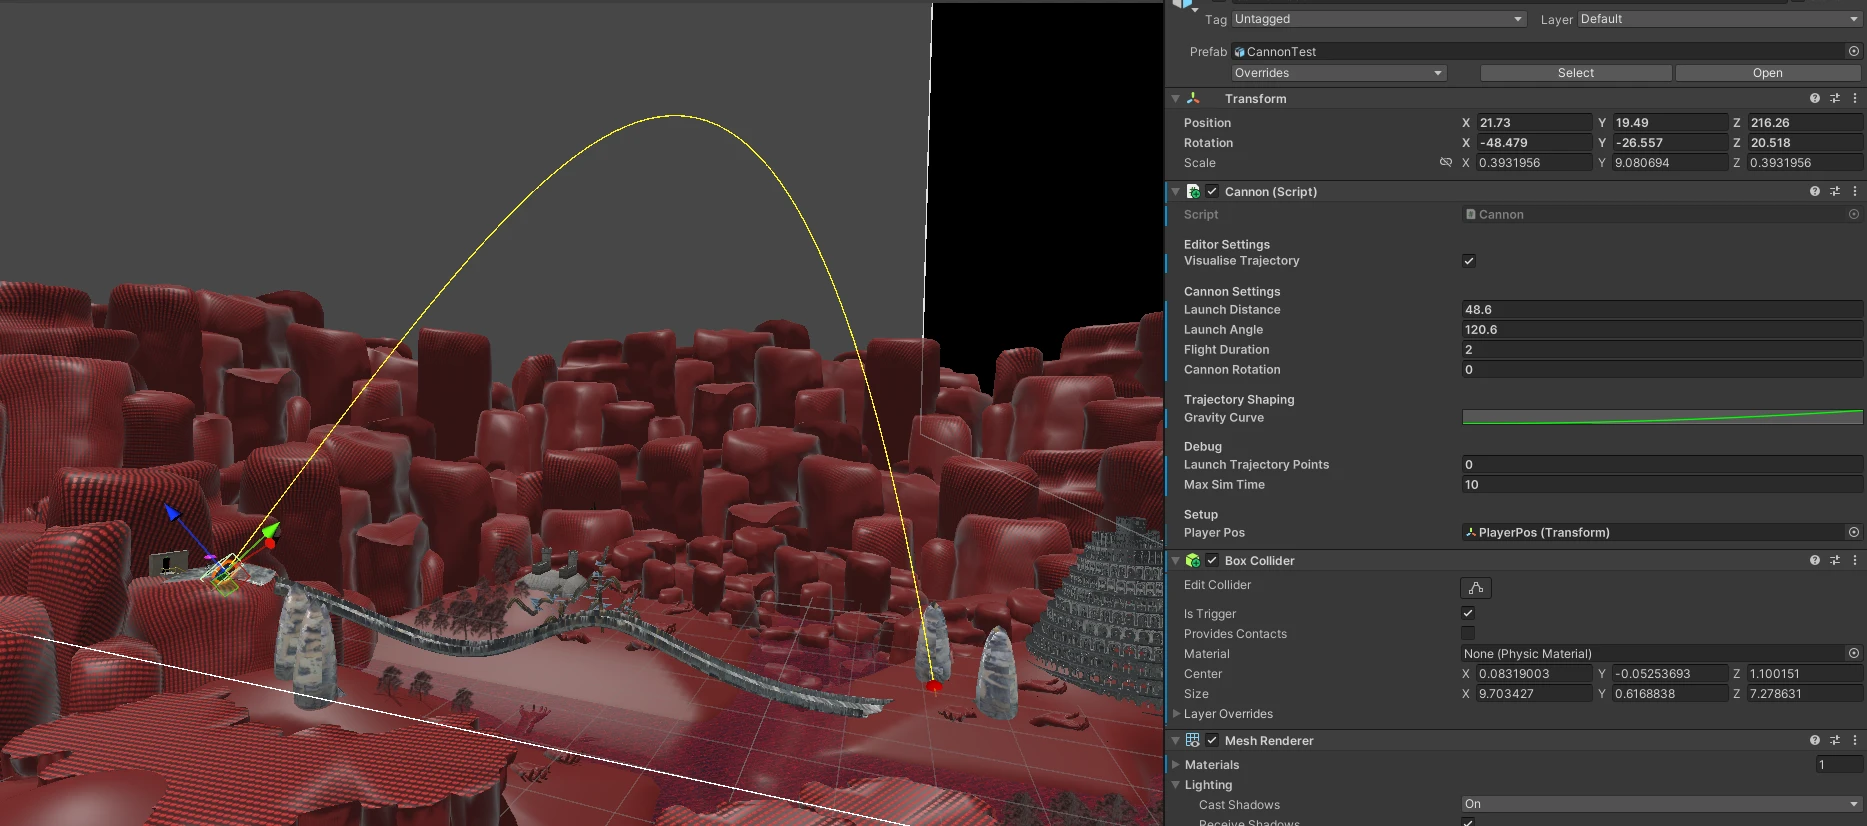 Tag Untagged Layer Default
Prefab CannonTest
Overrides Select Open
Transform
Position X 21.73 Y 19.49 Z 216.26
Rotation X -48.479 Y -26.557 Z 20.518
Scale X 0.3931956 Y 9.080694 Z 0.3931956
Cannon (Script)
Script Cannon
Editor Settings
Visualise Trajectory
Cannon Settings
Launch Distance 48.6
Launch Angle 120.6
Flight Duration 2
Cannon Rotation 0
Trajectory Shaping
Gravity Curve
Debug
Launch Trajectory Points 0
Max Sim Time 10
Setup
Player Pos PlayerPos (Transform)
Box Collider
Edit Collider
Is Trigger
Provides Contacts
Material None (Physic Material)
Center X 0.08319003 Y -0.05253693 Z 1.100151
Size X 9.703427 Y 0.6168838 Z 7.278631
Layer Overrides
Mesh Renderer
Materials 1
Lighting
Cast Shadows On
Receive Shadows